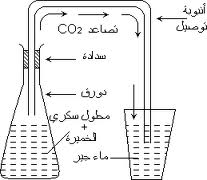 أنبوبة
توصيل
تصاعد CO2
سدادة
دورق
محلول سكري
+
الخميرة
ماء جير